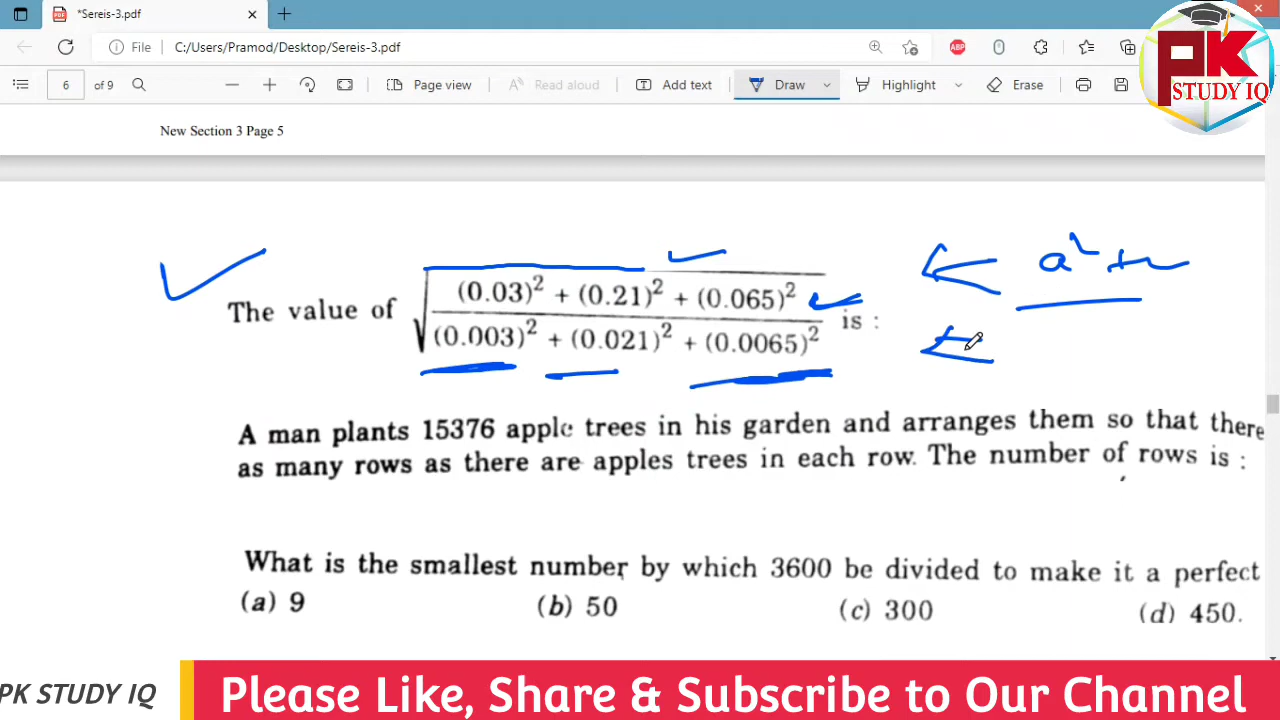 *Sereis-3.pdf
File C:/Users/Pramod/Desktop/Sereis-3.pdf
ABP
PK
STUDY IQ
6 of 9 Page view Read aloud Add text Draw Highlight Erase
New Section 3 Page 5
The value of √((0.03)² + (0.21)² + (0.065)² / (0.003)² + (0.021)² + (0.0065)²) is :
a² +
A man plants 15376 apple trees in his garden and arranges them so that there
as many rows as there are apples trees in each row. The number of rows is :
What is the smallest number by which 3600 be divided to make it a perfect
(a) 9 (b) 50 (c) 300 (d) 450.
PK STUDY IQ
Please Like, Share & Subscribe to Our Channel